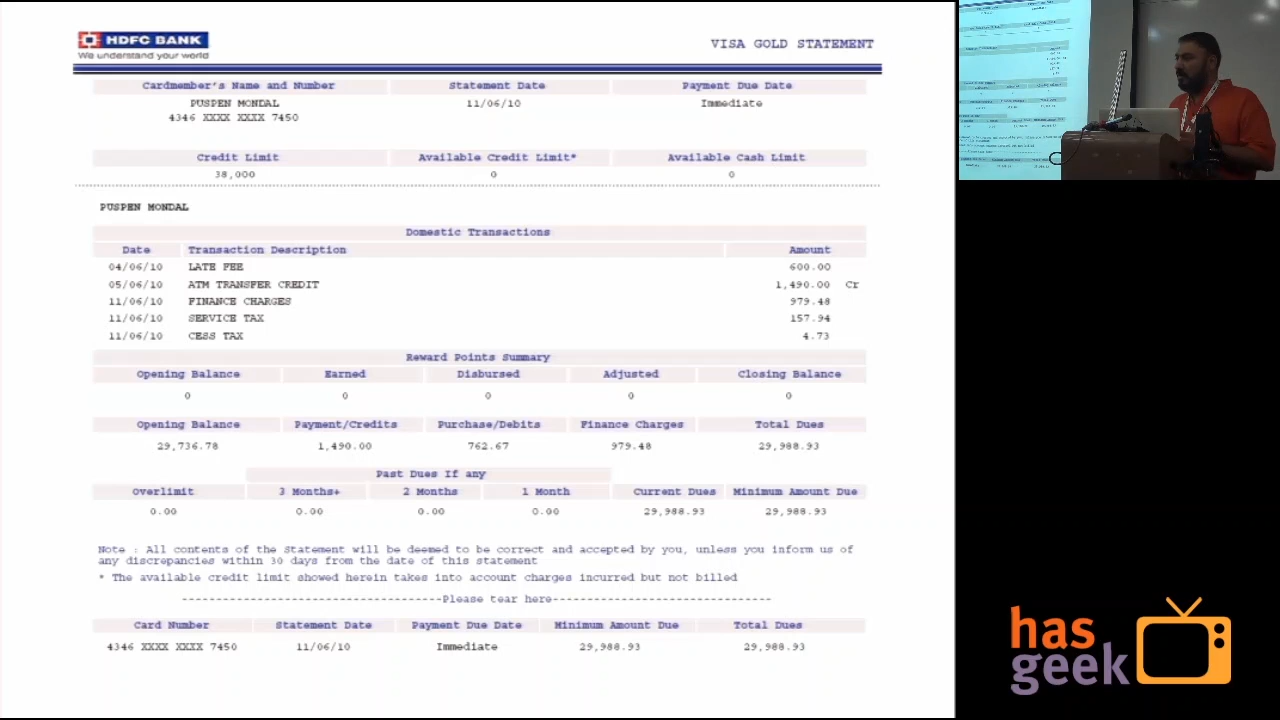 HDFC BANK
We understand your world
VISA GOLD STATEMENT
Cardmember's Name and Number Statement Date Payment Due Date
PUSPEN MONDAL 11/06/10 Immediate
4346 XXXX XXXX 7450
Credit Limit Available Credit Limit* Available Cash Limit
38,000 0 0
PUSPEN MONDAL
Domestic Transactions
Date Transaction Description Amount
04/06/10 LATE FEE 600.00
05/06/10 ATM TRANSFER CREDIT 1,490.00 Cr
11/06/10 FINANCE CHARGES 979.48
11/06/10 SERVICE TAX 157.94
11/06/10 CESS TAX 4.73
Reward Points Summary
Opening Balance Earned Disbursed Adjusted Closing Balance
0 0 0 0 0
Opening Balance Payment/Credits Purchase/Debits Finance Charges Total Dues
29,736.78 1,490.00 762.67 979.48 29,988.93
Past Dues If any
Overlimit 3 Months+ 2 Months 1 Month Current Dues Minimum Amount Due
0.00 0.00 0.00 0.00 29,988.93 29,988.93
Note : All contents of the Statement will be deemed to be correct and accepted by you, unless you inform us of
any discrepancies within 30 days from the date of this statement
* The available credit limit showed herein takes into account charges incurred but not billed
--------------------------------------Please tear here--------------------------------
Card Number Statement Date Payment Due Date Minimum Amount Due Total Dues
4346 XXXX XXXX 7450 11/06/10 Immediate 29,988.93 29,988.93
has
geek